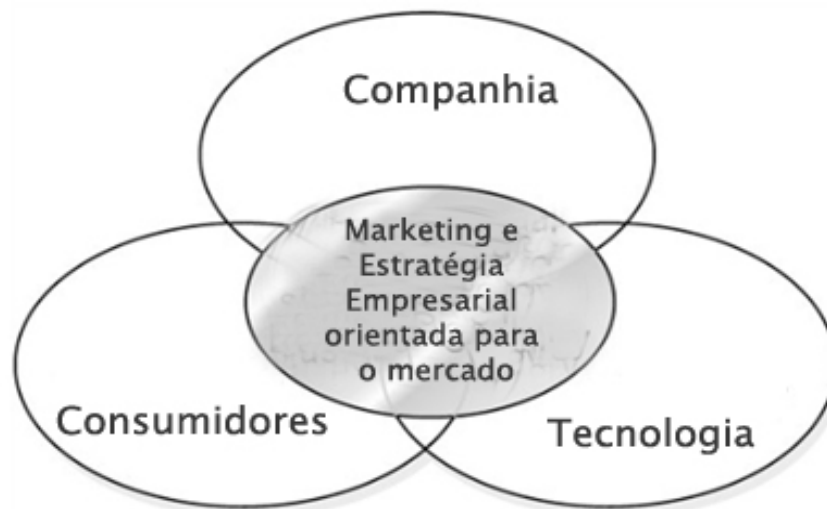 Companhia
Marketing e
Estratégia
Empresarial
orientada para
o mercado
Consumidores
Tecnologia